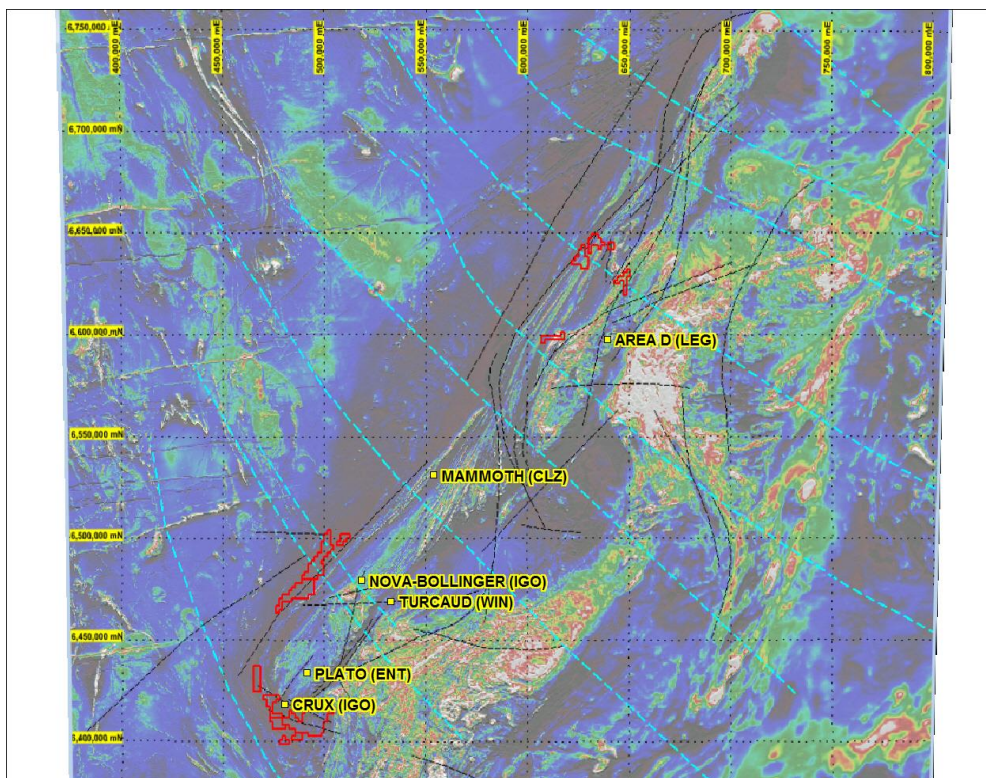 6,750,000 mN
400,000 mE
450,000 mE
500,000 mE
550,000 mE
600,000 mE
650,000 mE
700,000 mE
750,000 mE
800,000 mE
6,700,000 mN
6,650,000 mN
6,600,000 mN
AREA D (LEG)
6,550,000 mN
MAMMOTH (CLZ)
6,500,000 mN
NOVA-BOLLINGER (IGO)
TURCAUD (WIN)
6,450,000 mN
PLATO (ENT)
CRUX (IGO)
6,400,000 mN